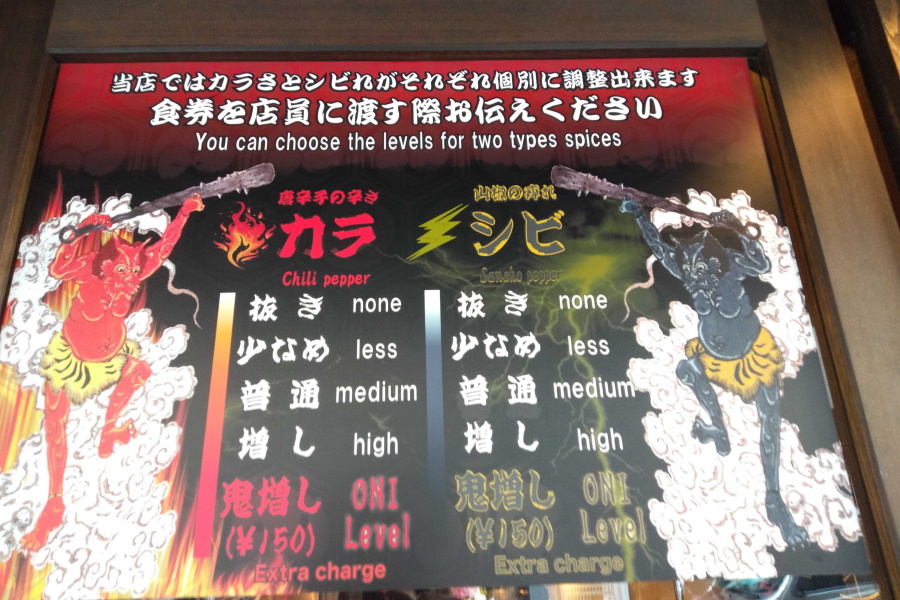 当店ではカラさとシビれがそれぞれ個別に調整出来ます
食券を店員に渡す際お伝えください
You can choose the levels for two types spices
唐辛子の辛さ
カラ
Chili pepper
抜き none
少なめ less
普通 medium
増し high
鬼増し ONI
(¥150) Level
Extra charge
山椒の痺れ
シビ
Sansho pepper
抜き none
少なめ less
普通 medium
増し high
鬼増し ONI
(¥150) Level
Extra charge